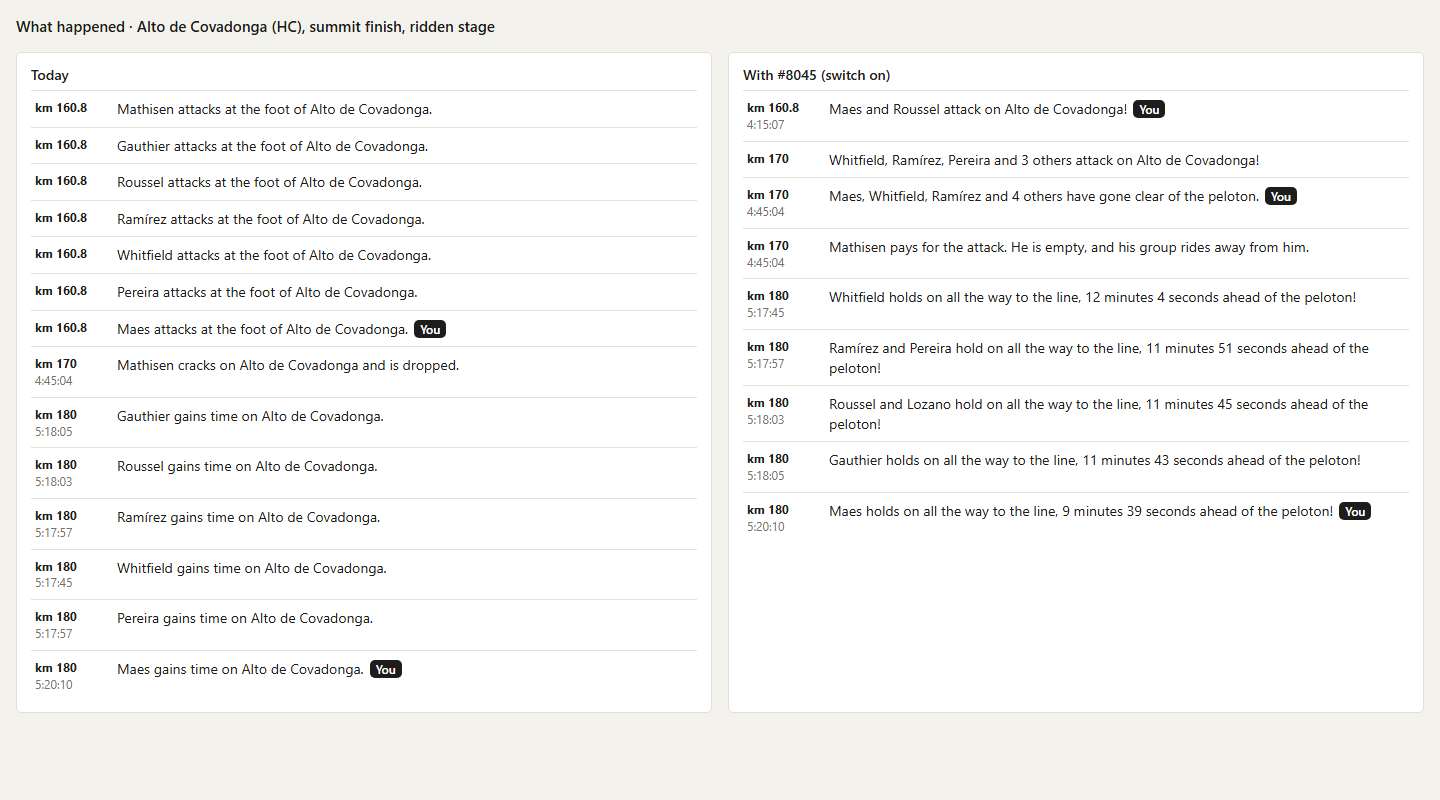 What happened · Alto de Covadonga (HC), summit finish, ridden stage
Today
km 160.8 Mathisen attacks at the foot of Alto de Covadonga.
km 160.8 Gauthier attacks at the foot of Alto de Covadonga.
km 160.8 Roussel attacks at the foot of Alto de Covadonga.
km 160.8 Ramírez attacks at the foot of Alto de Covadonga.
km 160.8 Whitfield attacks at the foot of Alto de Covadonga.
km 160.8 Pereira attacks at the foot of Alto de Covadonga.
km 160.8 Maes attacks at the foot of Alto de Covadonga. You
km 170 Mathisen cracks on Alto de Covadonga and is dropped.
4:45:04
km 180 Gauthier gains time on Alto de Covadonga.
5:18:05
km 180 Roussel gains time on Alto de Covadonga.
5:18:03
km 180 Ramírez gains time on Alto de Covadonga.
5:17:57
km 180 Whitfield gains time on Alto de Covadonga.
5:17:45
km 180 Pereira gains time on Alto de Covadonga.
5:17:57
km 180 Maes gains time on Alto de Covadonga. You
5:20:10
With #8045 (switch on)
km 160.8 Maes and Roussel attack on Alto de Covadonga! You
4:15:07
km 170 Whitfield, Ramírez, Pereira and 3 others attack on Alto de Covadonga!
km 170 Maes, Whitfield, Ramírez and 4 others have gone clear of the peloton. You
4:45:04
km 170 Mathisen pays for the attack. He is empty, and his group rides away from him.
4:45:04
km 180 Whitfield holds on all the way to the line, 12 minutes 4 seconds ahead of the peloton!
5:17:45
km 180 Ramírez and Pereira hold on all the way to the line, 11 minutes 51 seconds ahead of the
5:17:57 peloton!
km 180 Roussel and Lozano hold on all the way to the line, 11 minutes 45 seconds ahead of the
5:18:03 peloton!
km 180 Gauthier holds on all the way to the line, 11 minutes 43 seconds ahead of the peloton!
5:18:05
km 180 Maes holds on all the way to the line, 9 minutes 39 seconds ahead of the peloton! You
5:20:10